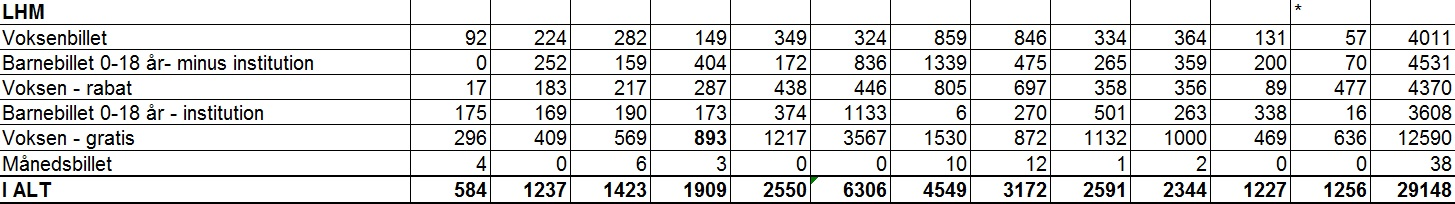 LHM *
Voksenbillet 92 224 282 149 349 324 859 846 334 364 131 57 4011
Barnebillet 0-18 år- minus institution 0 252 159 404 172 836 1339 475 265 359 200 70 4531
Voksen - rabat 17 183 217 287 438 446 805 697 358 356 89 477 4370
Barnebillet 0-18 år - institution 175 169 190 173 374 1133 6 270 501 263 338 16 3608
Voksen - gratis 296 409 569 893 1217 3567 1530 872 1132 1000 469 636 12590
Månedsbillet 4 0 6 3 0 0 10 12 1 2 0 0 38
I ALT 584 1237 1423 1909 2550 6306 4549 3172 2591 2344 1227 1256 29148